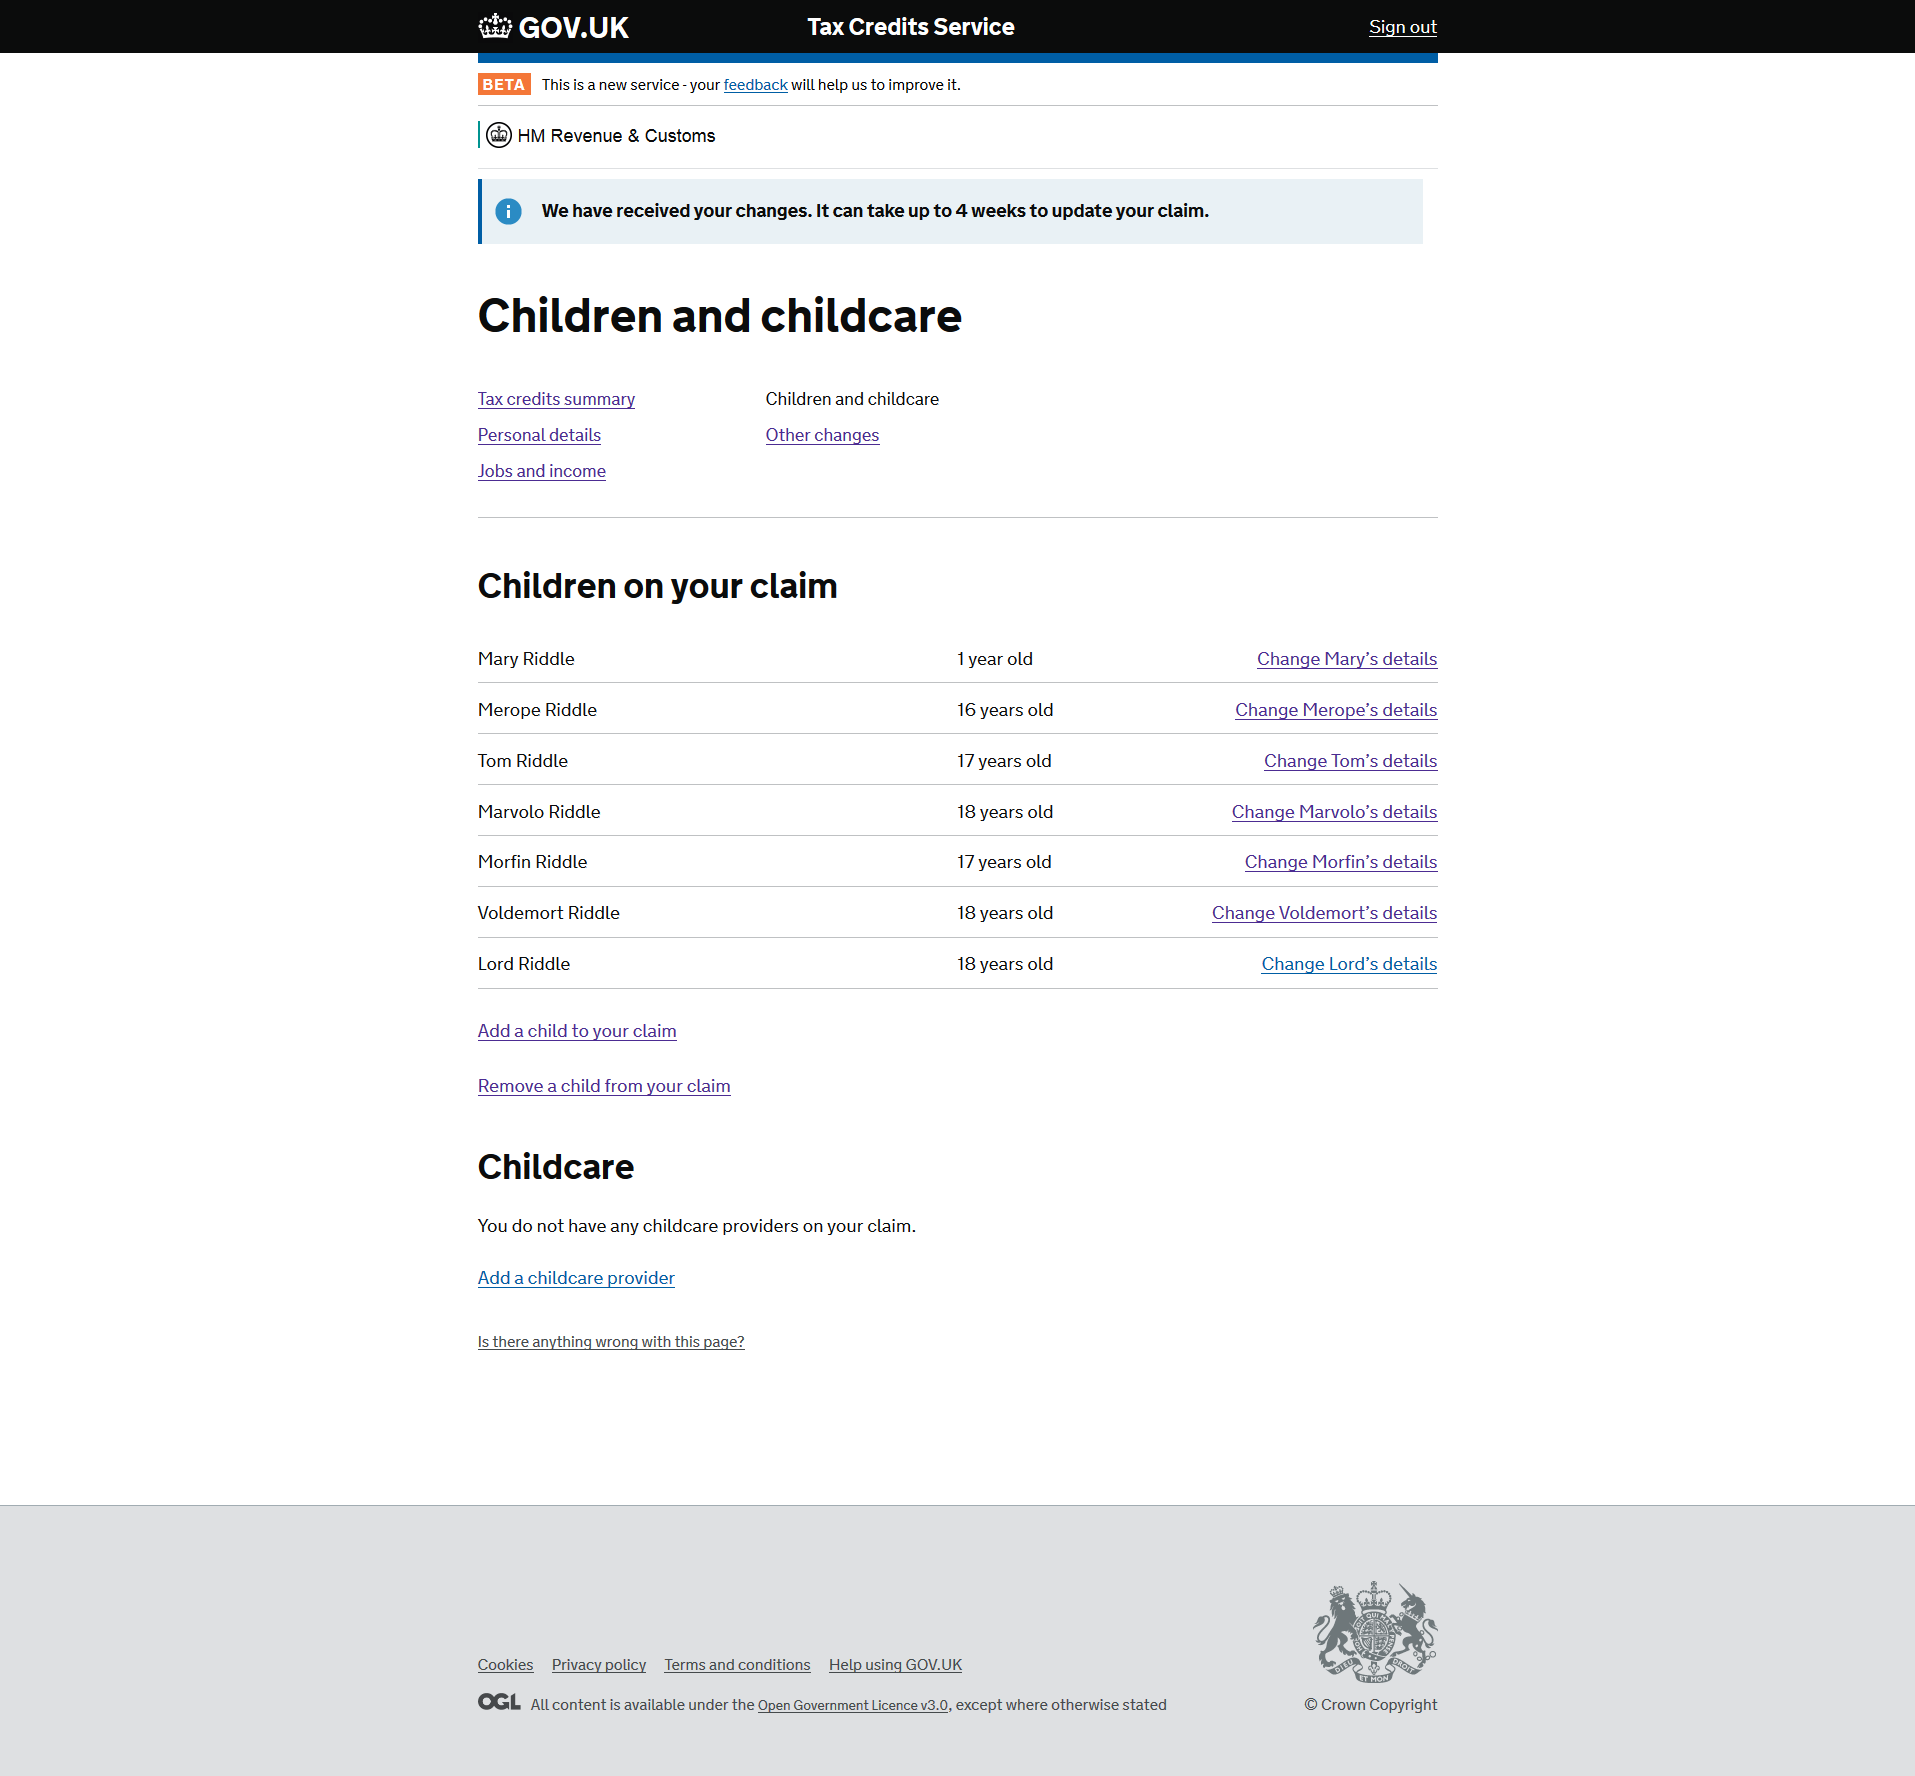 GOV.UK Tax Credits Service Sign out
BETA This is a new service - your feedback will help us to improve it.
HM Revenue & Customs
We have received your changes. It can take up to 4 weeks to update your claim.
Children and childcare
Tax credits summary
Personal details
Jobs and income
Children and childcare
Other changes
Children on your claim
Mary Riddle 1 year old Change Mary’s details
Merope Riddle 16 years old Change Merope’s details
Tom Riddle 17 years old Change Tom’s details
Marvolo Riddle 18 years old Change Marvolo’s details
Morfin Riddle 17 years old Change Morfin’s details
Voldemort Riddle 18 years old Change Voldemort’s details
Lord Riddle 18 years old Change Lord’s details
Add a child to your claim
Remove a child from your claim
Childcare
You do not have any childcare providers on your claim.
Add a childcare provider
Is there anything wrong with this page?
Cookies Privacy policy Terms and conditions Help using GOV.UK
OGL All content is available under the Open Government Licence v3.0, except where otherwise stated
DIEU ET MON DROIT
© Crown Copyright